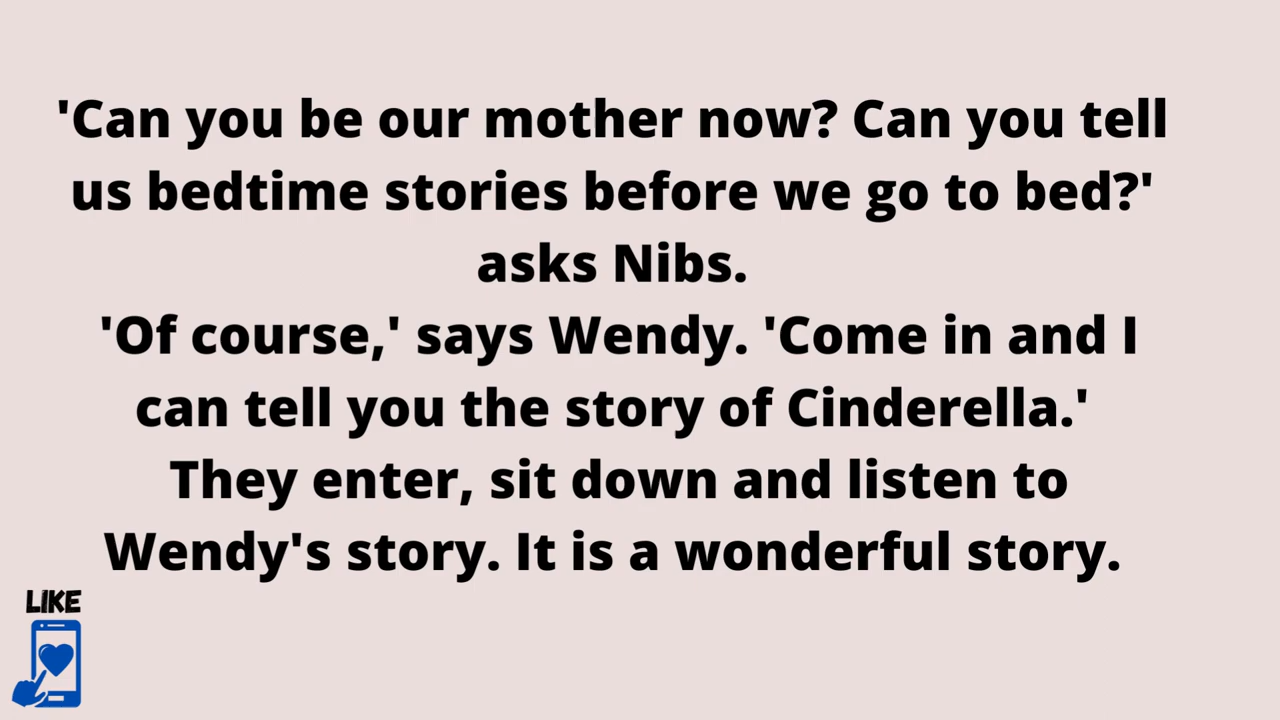 'Can you be our mother now? Can you tell
us bedtime stories before we go to bed?'
asks Nibs.
'Of course,' says Wendy. 'Come in and I
can tell you the story of Cinderella.'
They enter, sit down and listen to
Wendy's story. It is a wonderful story.
LIKE